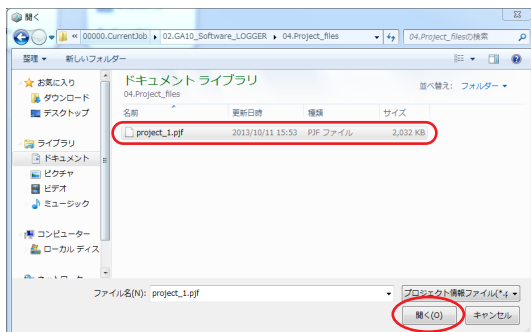 開く
« 00000.CurrentJob ▸ 02.GA10_Software_LOGGER ▸ 04.Project_files
04.Project_filesの検索
整理 ▼ 新しいフォルダー
お気に入り
ダウンロード
デスクトップ
ライブラリ
ドキュメント
ピクチャ
ビデオ
ミュージック
コンピューター
ローカル ディス
ドキュメント ライブラリ
04.Project_files
並べ替え: フォルダー ▼
名前 更新日時 種類 サイズ
project_1.pjf 2013/10/11 15:53 PJF ファイル 2,032 KB
ファイル名(N): project_1.pjf
プロジェクト情報ファイル(*.
開く(O) キャンセル